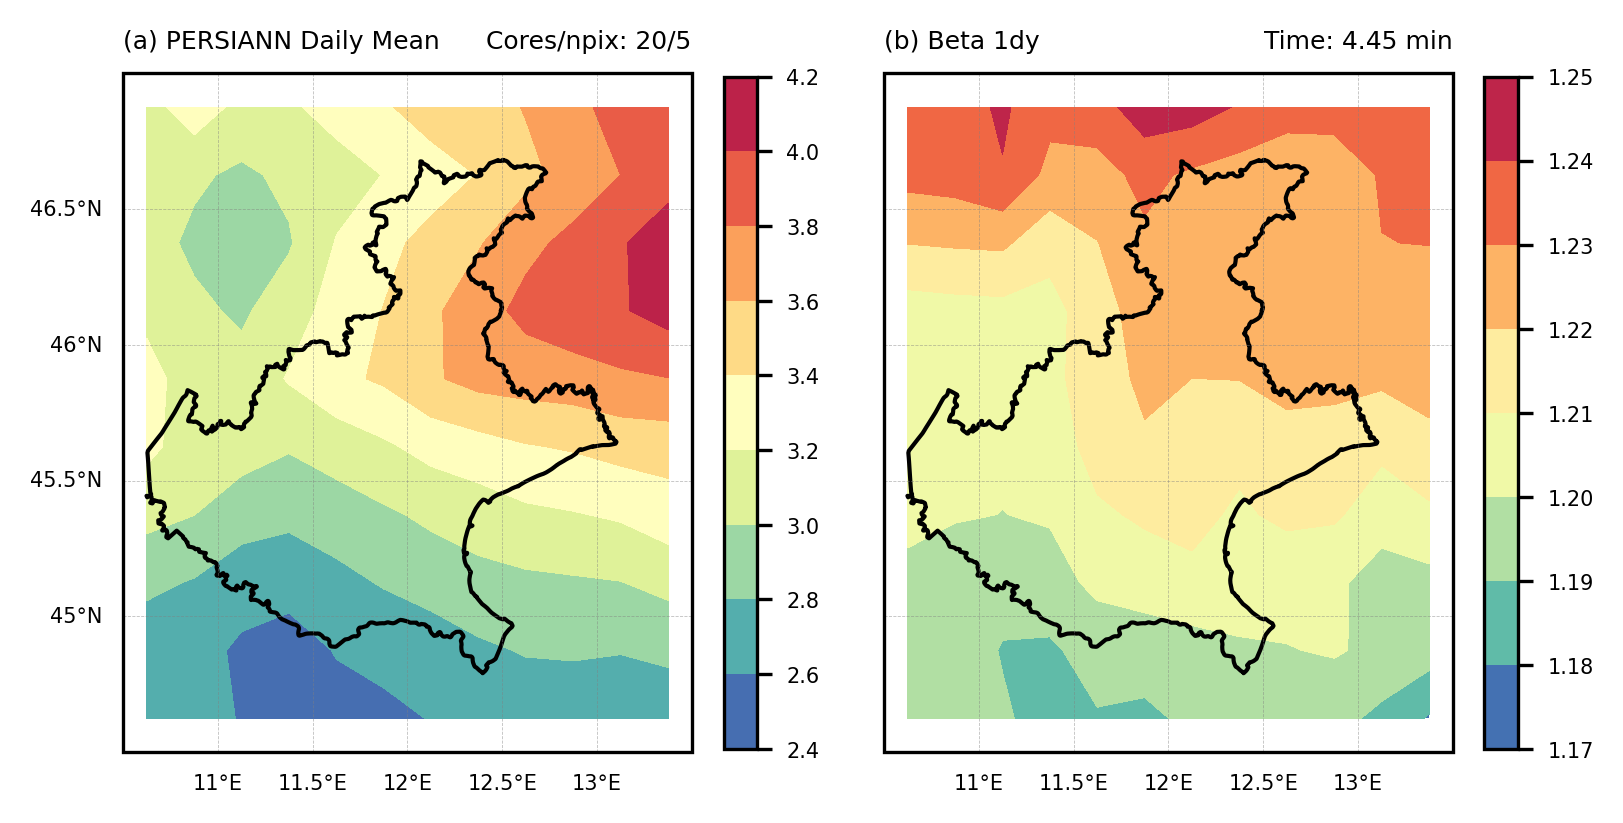 (a) PERSIANN Daily Mean Cores/npix: 20/5
46.5°N
46°N
45.5°N
45°N
11°E 11.5°E 12°E 12.5°E 13°E
4.2
4.0
3.8
3.6
3.4
3.2
3.0
2.8
2.6
2.4
(b) Beta 1dy Time: 4.45 min
11°E 11.5°E 12°E 12.5°E 13°E
1.25
1.24
1.23
1.22
1.21
1.20
1.19
1.18
1.17